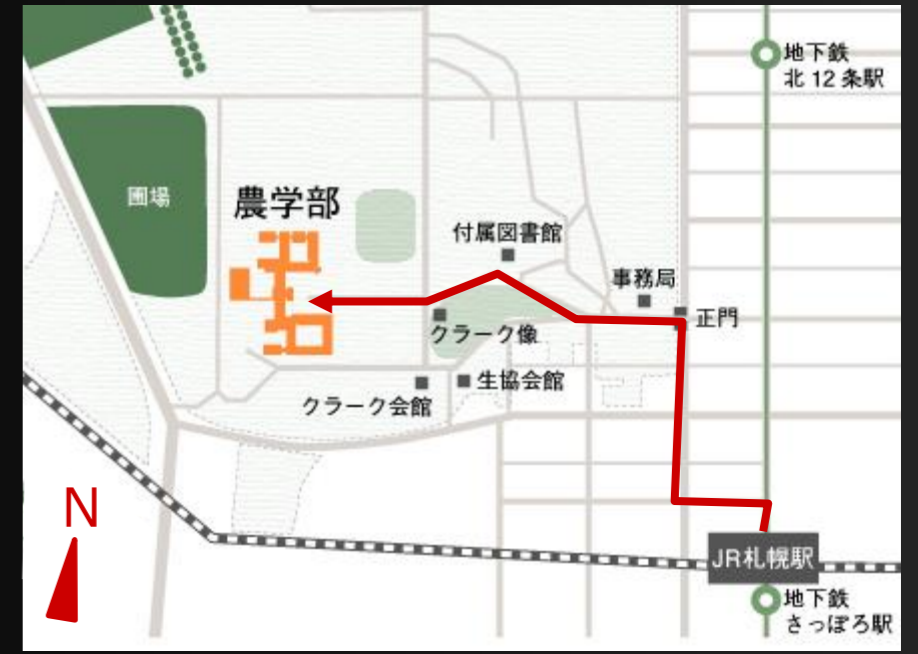 地下鉄
北 12 条駅
圃場
農学部
付属図書館
事務局
正門
クラーク像
生協会館
クラーク会館
N
JR札幌駅
地下鉄
さっぽろ駅